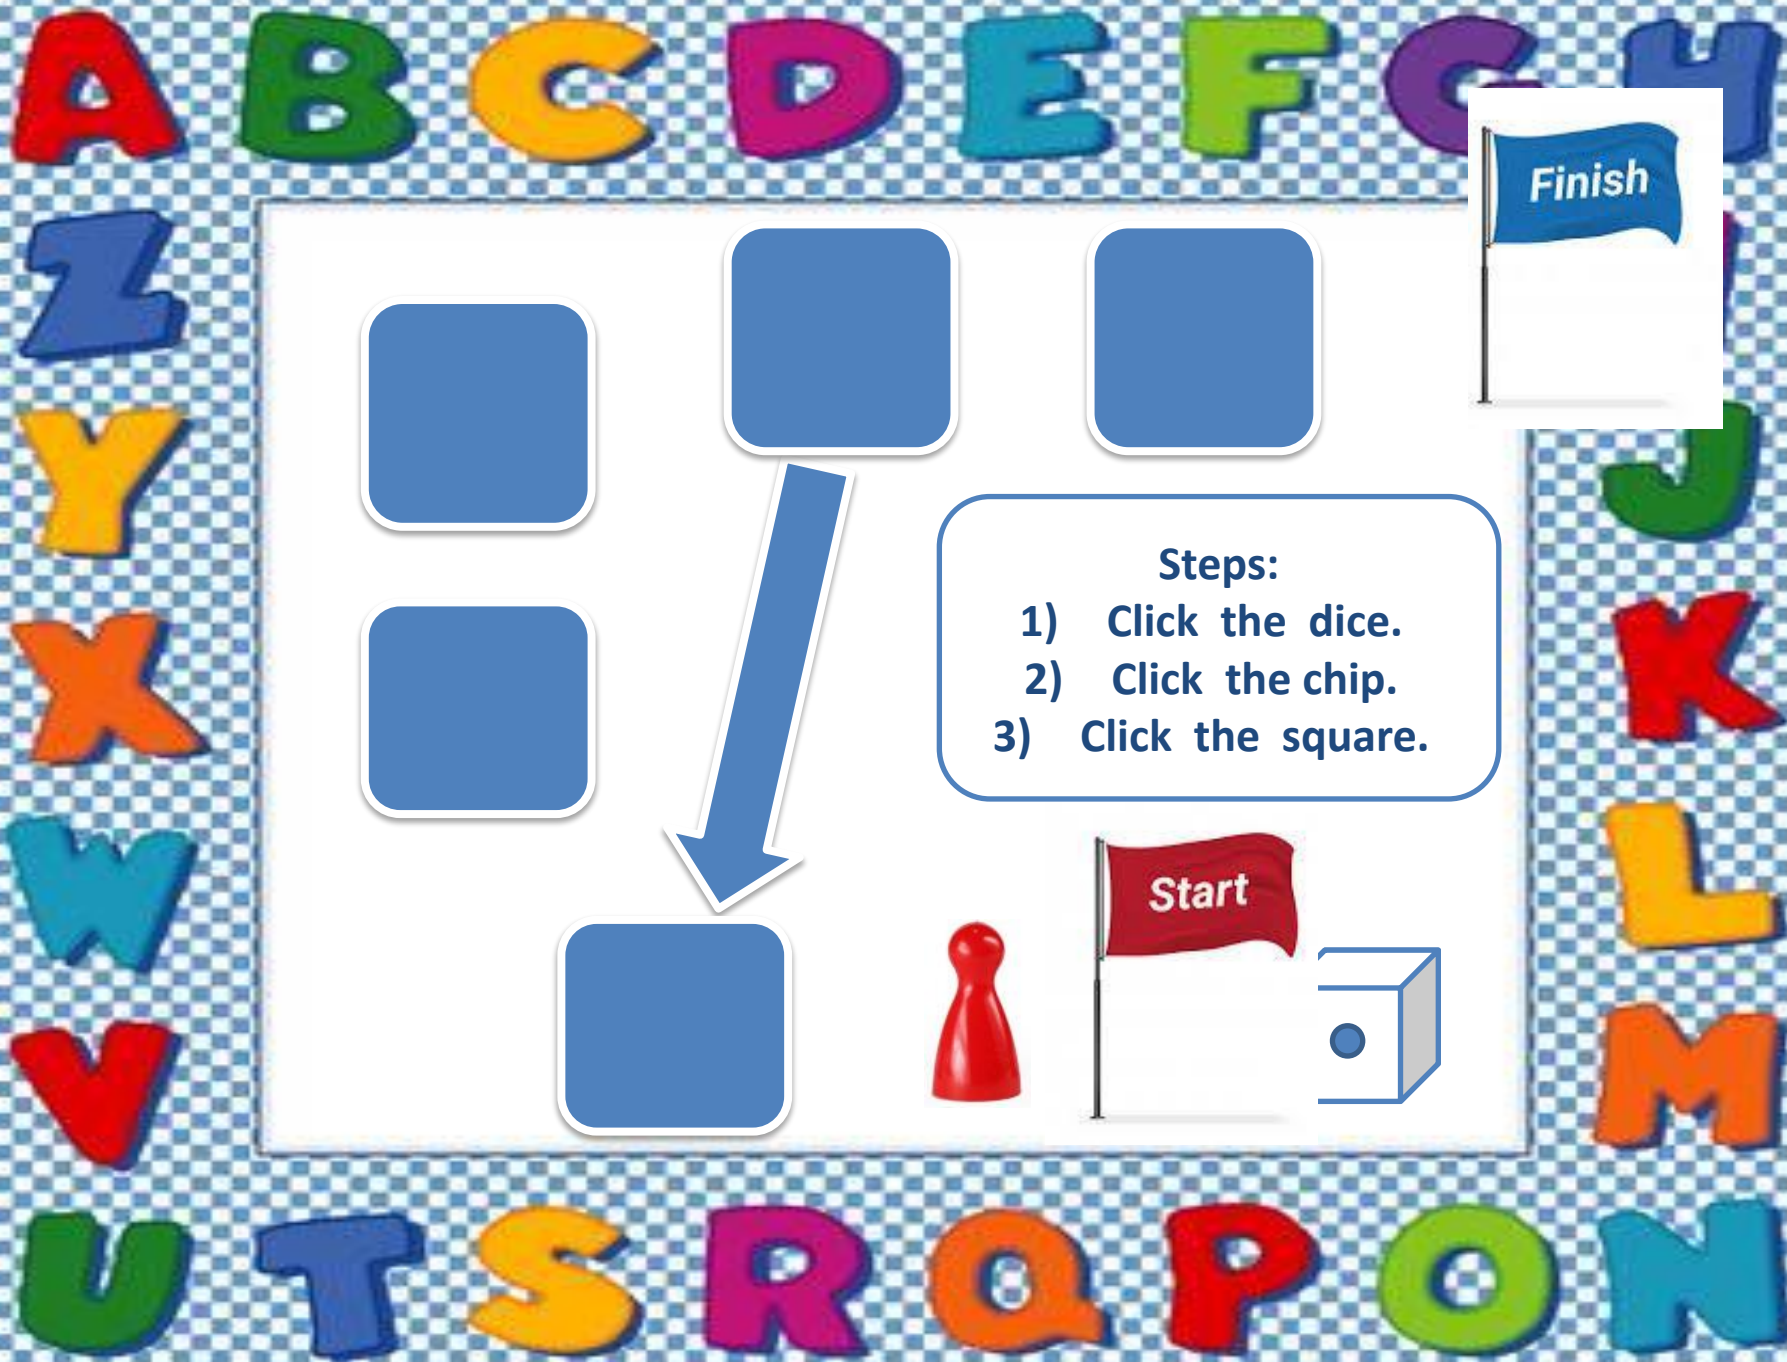 A B C D E F G H
Finish
Z
I
Y
J
Steps:
1) Click the dice.
2) Click the chip.
3) Click the square.
X
K
W
L
Start
V
M
U T S R Q P O N